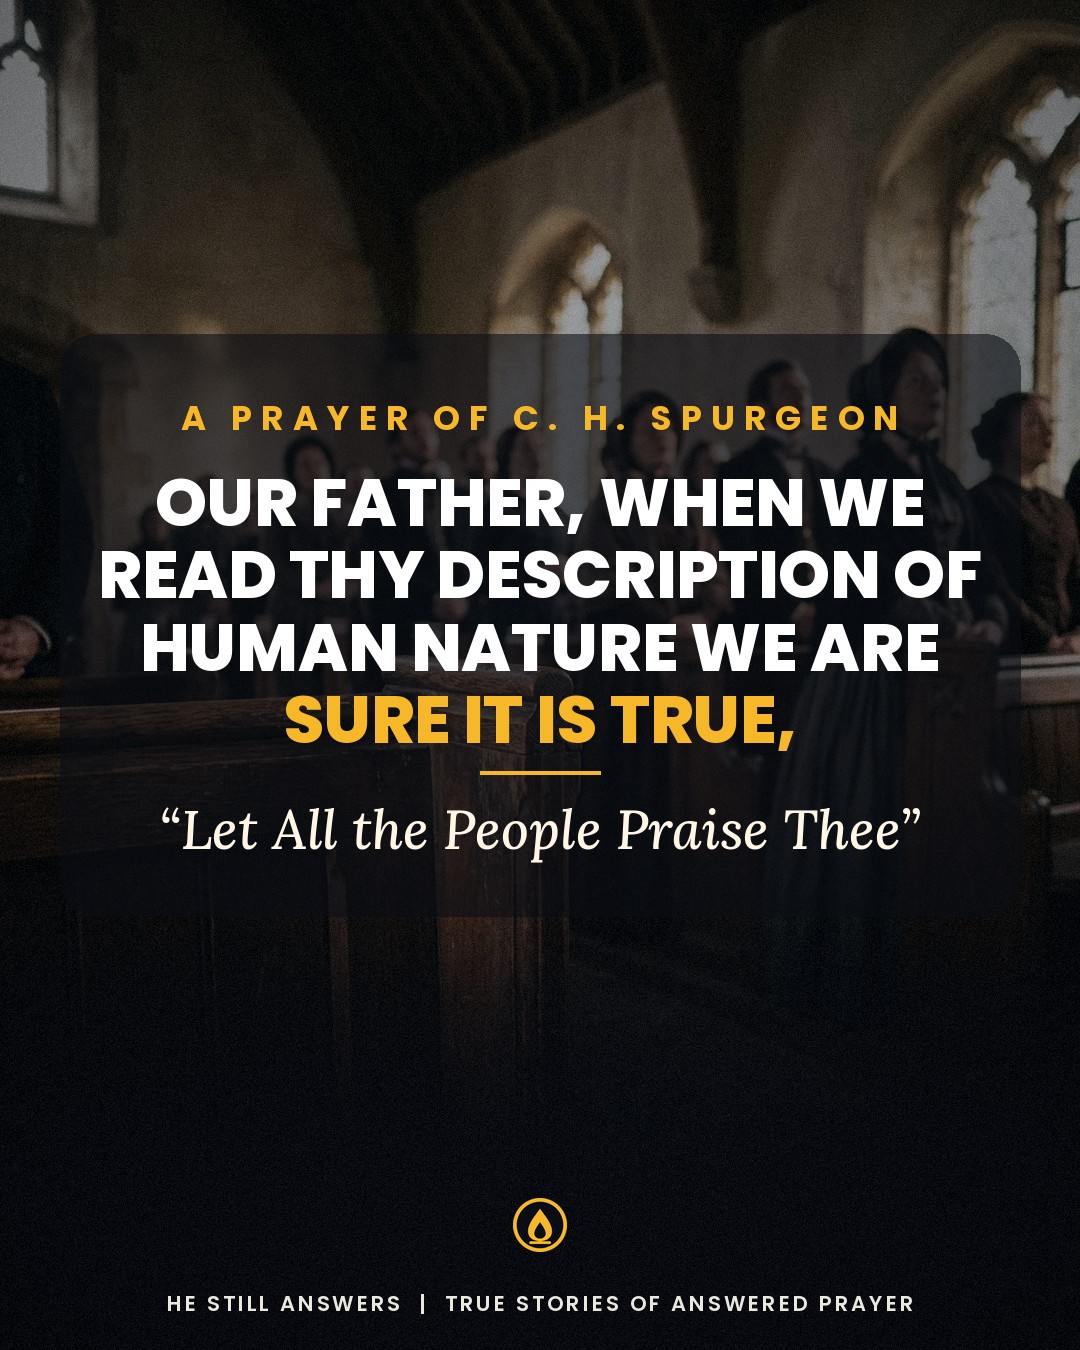 A PRAYER OF C. H. SPURGEON
OUR FATHER, WHEN WE
READ THY DESCRIPTION OF
HUMAN NATURE WE ARE
SURE IT IS TRUE,
“Let All the People Praise Thee”
HE STILL ANSWERS | TRUE STORIES OF ANSWERED PRAYER